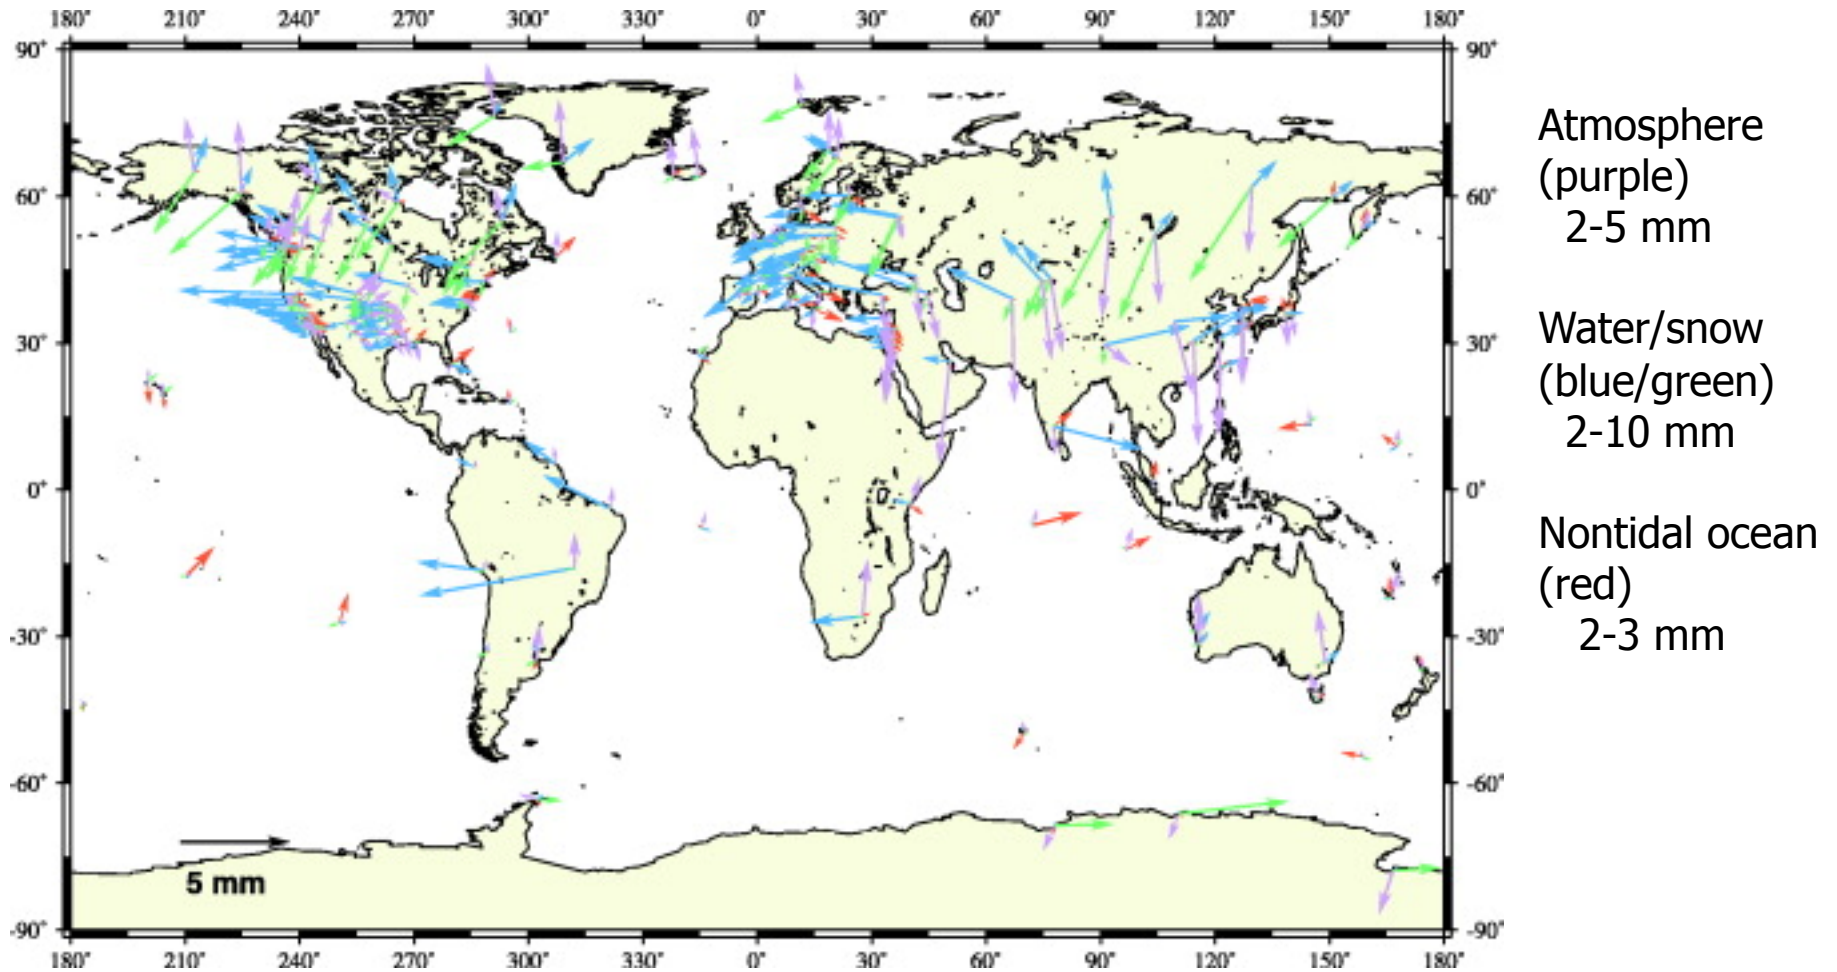 180° 210° 240° 270° 300° 330° 0° 30° 60° 90° 120° 150° 180°
90° 90°
60° 60°
30° 30°
0° 0°
-30° -30°
-60° -60°
-90° -90°
5 mm
180° 210° 240° 270° 300° 330° 0° 30° 60° 90° 120° 150° 180°
Atmosphere
(purple)
2-5 mm
Water/snow
(blue/green)
2-10 mm
Nontidal ocean
(red)
2-3 mm